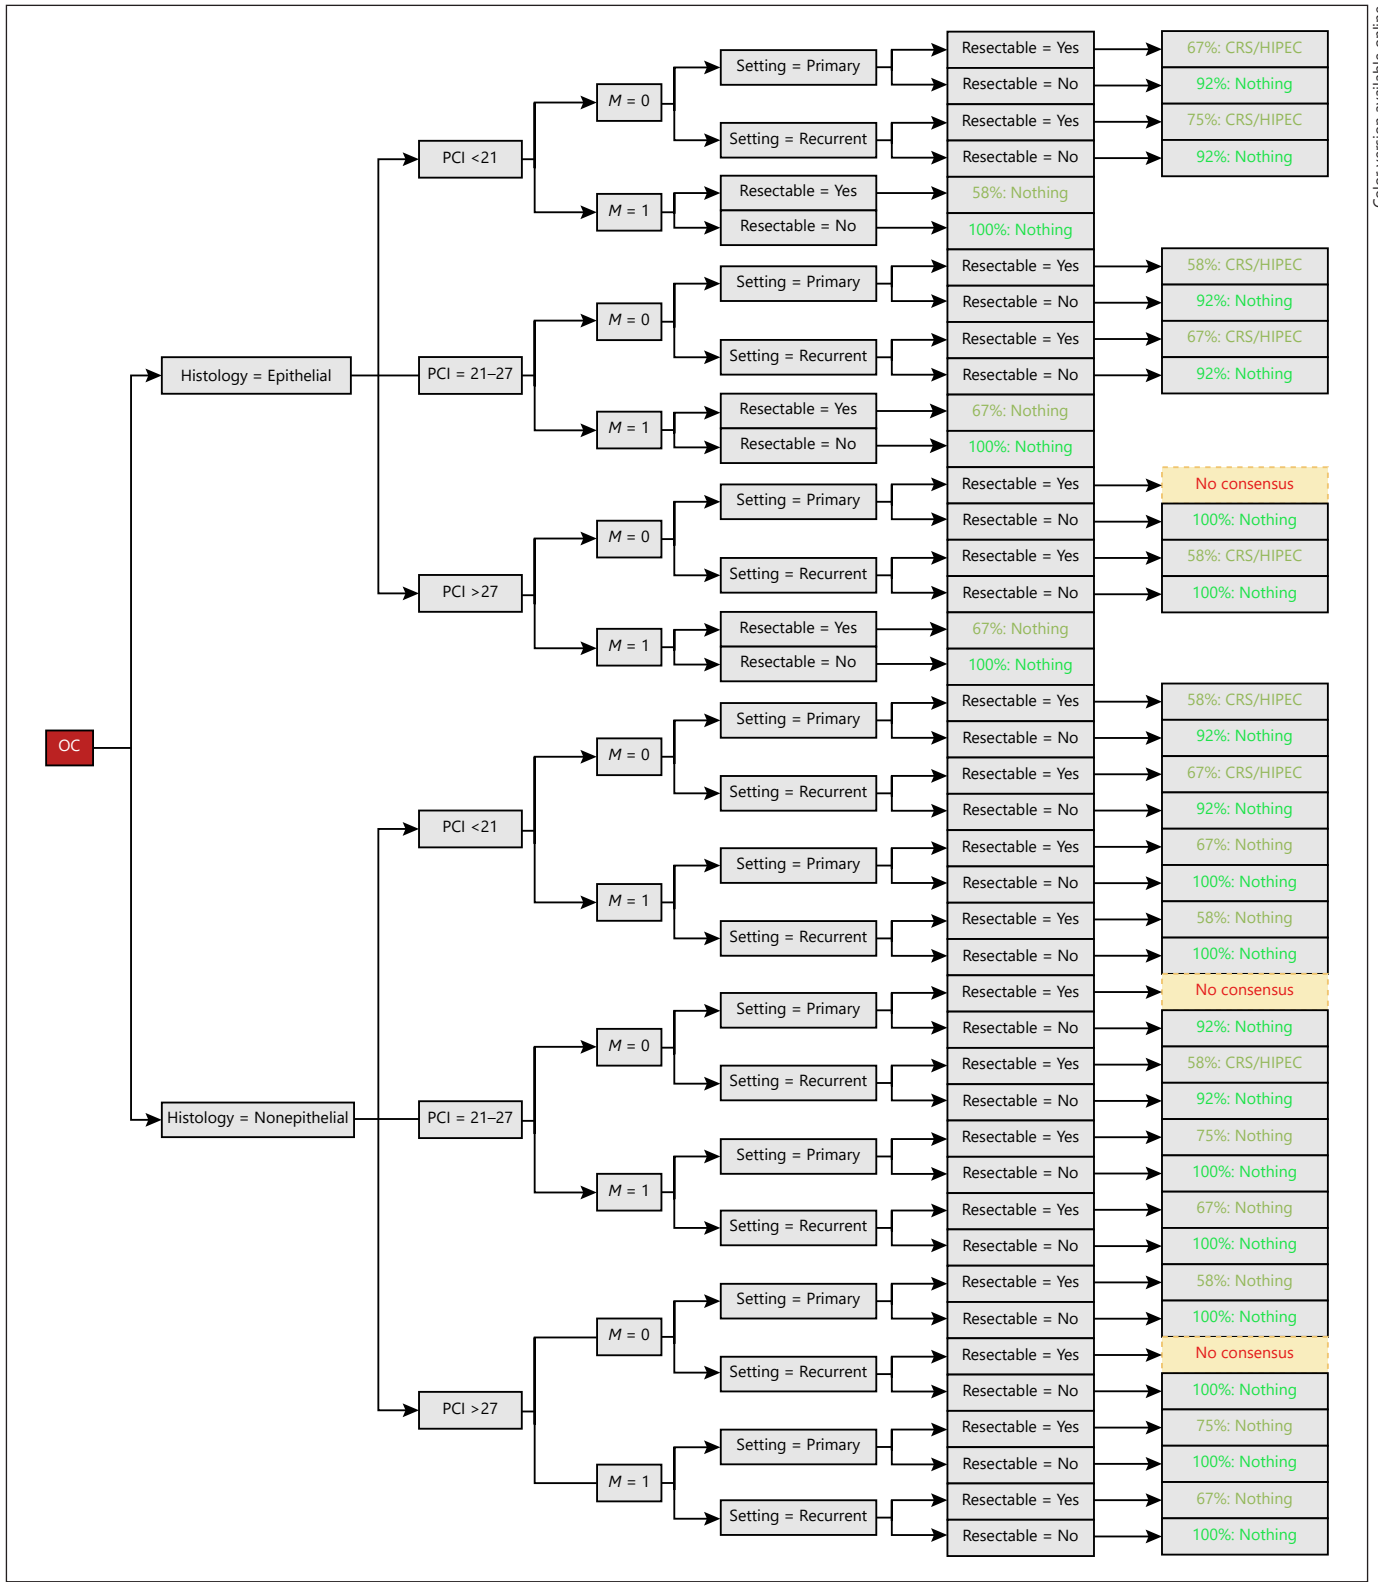 Color version available online
OC
Histology = Epithelial
PCI <21
M = 0
Setting = Primary
Resectable = Yes
67%: CRS/HIPEC
Resectable = No
92%: Nothing
Setting = Recurrent
Resectable = Yes
75%: CRS/HIPEC
Resectable = No
92%: Nothing
M = 1
Resectable = Yes
58%: Nothing
Resectable = No
100%: Nothing
PCI = 21–27
M = 0
Setting = Primary
Resectable = Yes
58%: CRS/HIPEC
Resectable = No
92%: Nothing
Setting = Recurrent
Resectable = Yes
67%: CRS/HIPEC
Resectable = No
92%: Nothing
M = 1
Resectable = Yes
67%: Nothing
Resectable = No
100%: Nothing
PCI >27
M = 0
Setting = Primary
Resectable = Yes
No consensus
Resectable = No
100%: Nothing
Setting = Recurrent
Resectable = Yes
58%: CRS/HIPEC
Resectable = No
100%: Nothing
M = 1
Resectable = Yes
67%: Nothing
Resectable = No
100%: Nothing
Histology = Nonepithelial
PCI <21
M = 0
Setting = Primary
Resectable = Yes
58%: CRS/HIPEC
Resectable = No
92%: Nothing
Setting = Recurrent
Resectable = Yes
67%: CRS/HIPEC
Resectable = No
92%: Nothing
M = 1
Setting = Primary
Resectable = Yes
67%: Nothing
Resectable = No
100%: Nothing
Setting = Recurrent
Resectable = Yes
58%: Nothing
Resectable = No
100%: Nothing
PCI = 21–27
M = 0
Setting = Primary
Resectable = Yes
No consensus
Resectable = No
92%: Nothing
Setting = Recurrent
Resectable = Yes
58%: CRS/HIPEC
Resectable = No
92%: Nothing
M = 1
Setting = Primary
Resectable = Yes
75%: Nothing
Resectable = No
100%: Nothing
Setting = Recurrent
Resectable = Yes
67%: Nothing
Resectable = No
100%: Nothing
PCI >27
M = 0
Setting = Primary
Resectable = Yes
58%: Nothing
Resectable = No
100%: Nothing
Setting = Recurrent
Resectable = Yes
No consensus
Resectable = No
100%: Nothing
M = 1
Setting = Primary
Resectable = Yes
75%: Nothing
Resectable = No
100%: Nothing
Setting = Recurrent
Resectable = Yes
67%: Nothing
Resectable = No
100%: Nothing